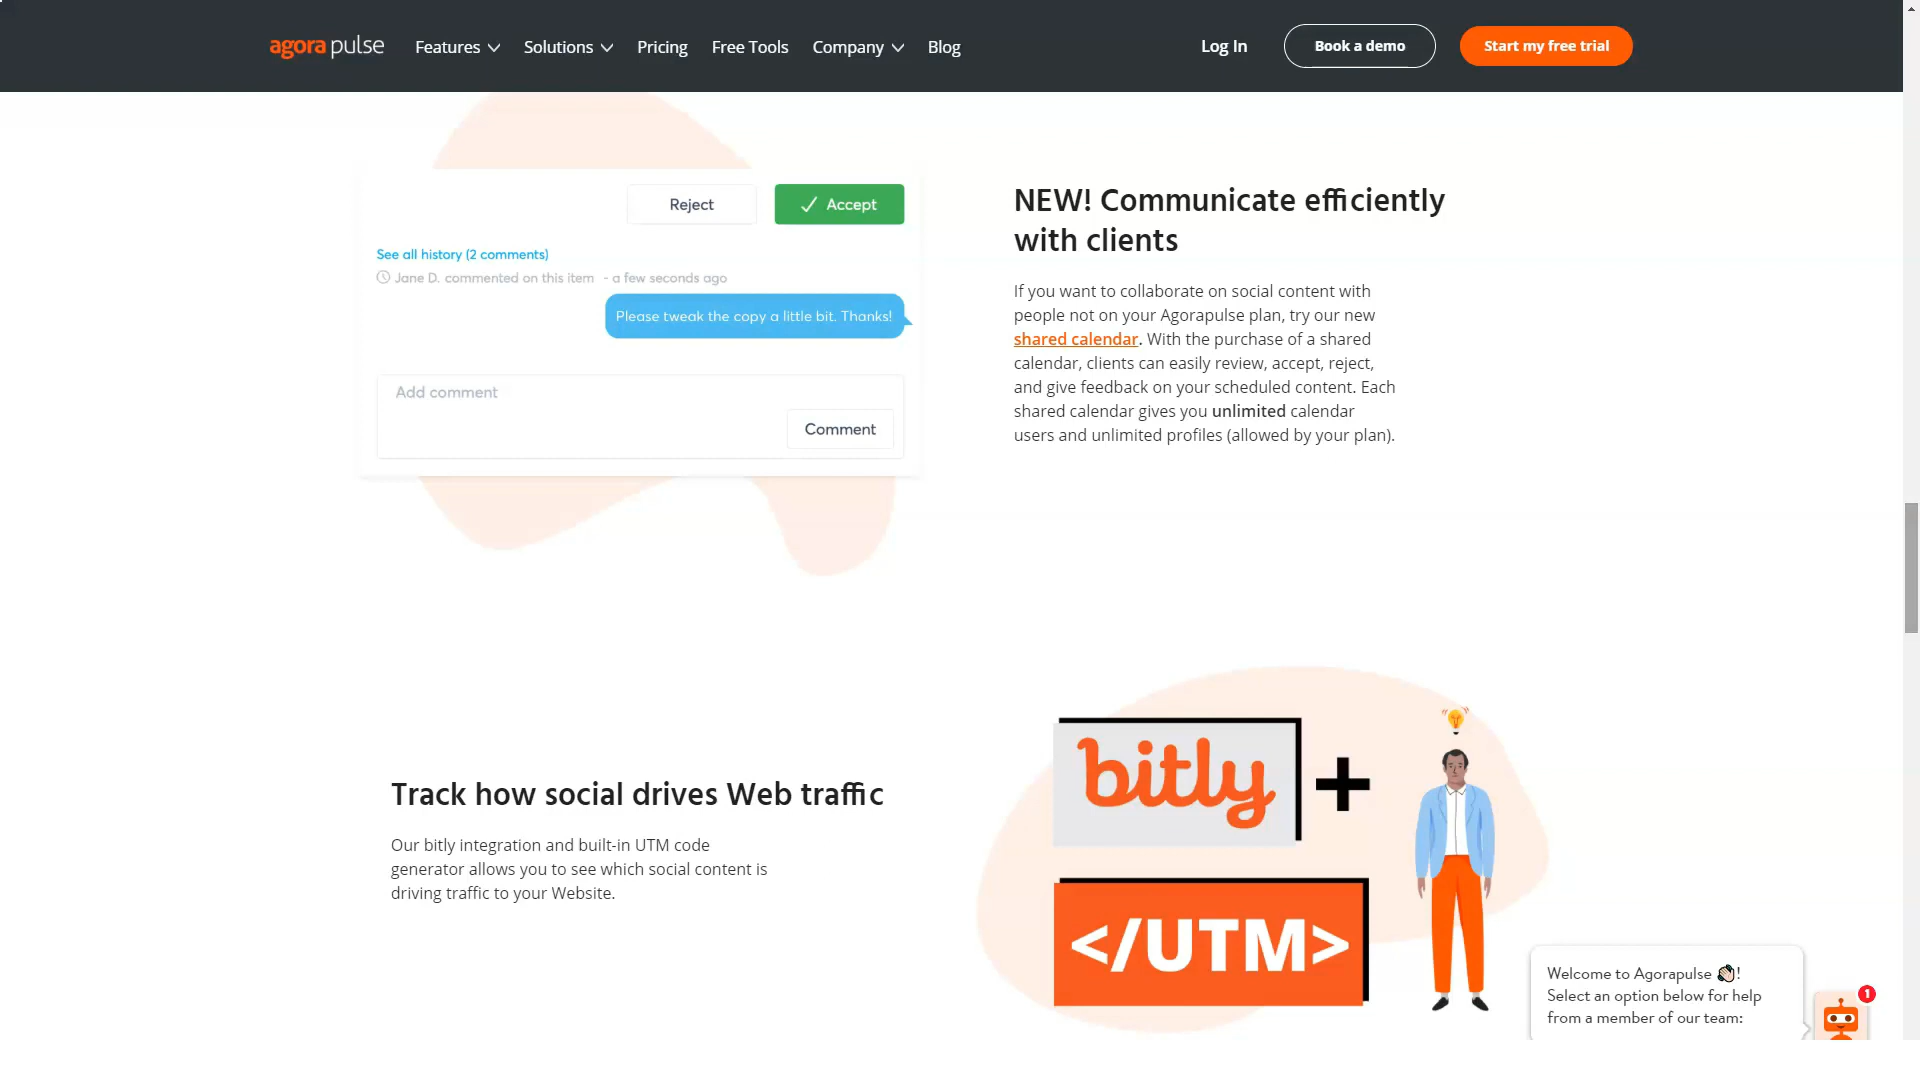 agorapulse Features Solutions Pricing Free Tools Company Blog Log In Book a demo Start my free trial
Reject Accept
See all history (2 comments)
Jane D. commented on this item - a few seconds ago
Please tweak the copy a little bit. Thanks!
Add comment
Comment
NEW! Communicate efficiently
with clients
If you want to collaborate on social content with
people not on your Agorapulse plan, try our new
shared calendar. With the purchase of a shared
calendar, clients can easily review, accept, reject,
and give feedback on your scheduled content. Each
shared calendar gives you unlimited calendar
users and unlimited profiles (allowed by your plan).
Track how social drives Web traffic
Our bitly integration and built-in UTM code
generator allows you to see which social content is
driving traffic to your Website.
bitly +
</UTM>
Welcome to Agorapulse 👋🏻!
Select an option below for help
from a member of our team:
1